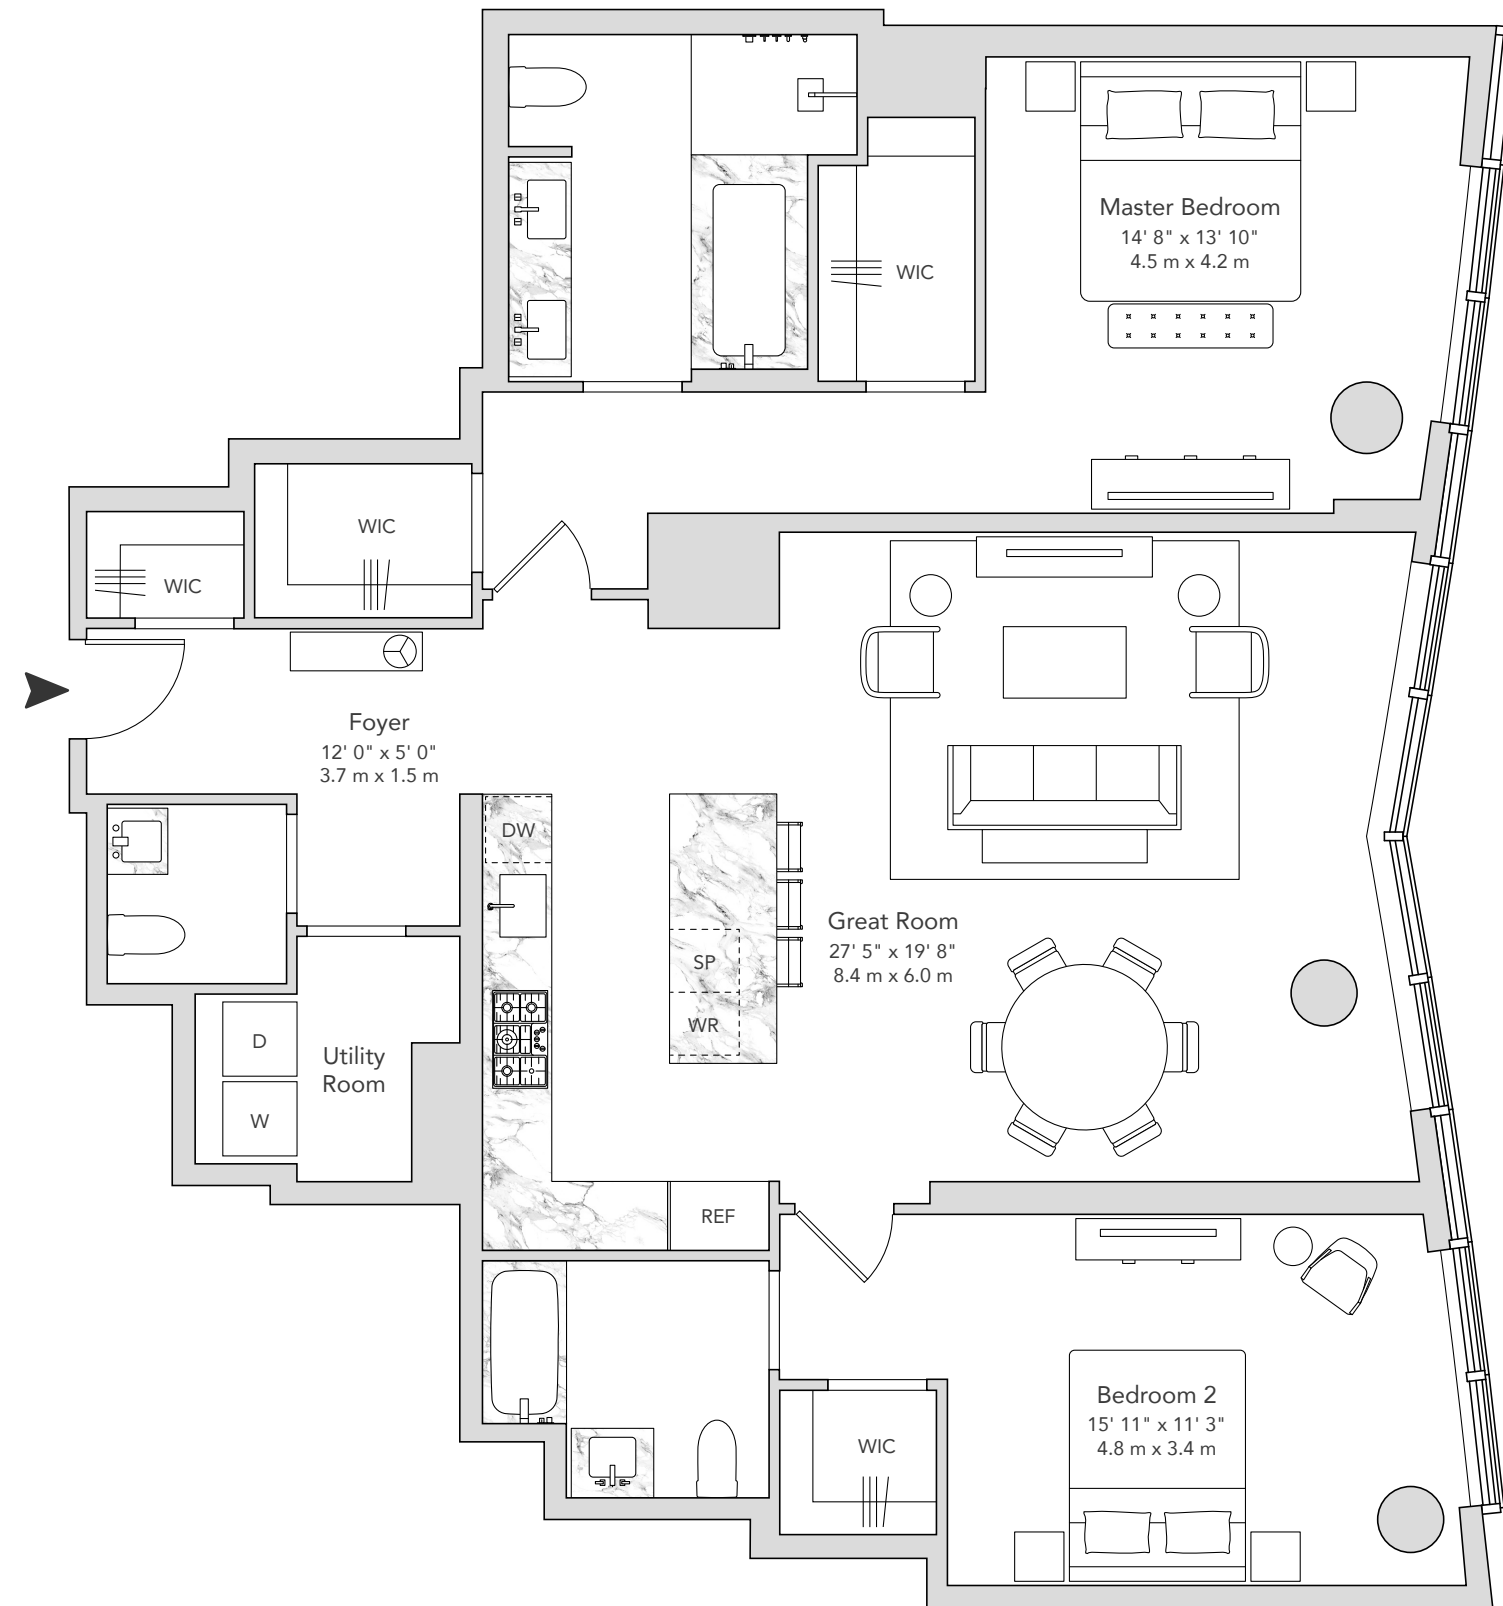 Master Bedroom
14' 8" x 13' 10"
4.5 m x 4.2 m
WIC
WIC
WIC
Foyer
12' 0" x 5' 0"
3.7 m x 1.5 m
DW
Great Room
27' 5" x 19' 8"
8.4 m x 6.0 m
SP
WR
D
Utility
Room
W
REF
Bedroom 2
15' 11" x 11' 3"
4.8 m x 3.4 m
WIC